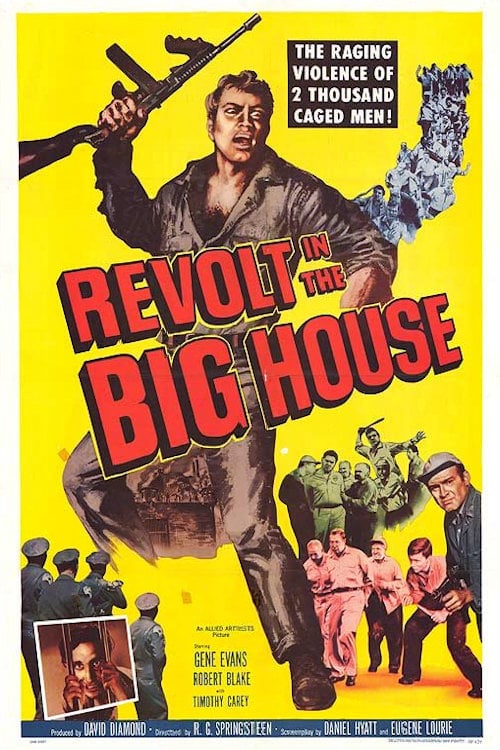 THE RAGING
VIOLENCE OF
2 THOUSAND
CAGED MEN!
REVOLT IN
THE
BIG HOUSE
An ALLIED ARTISTS
Picture
Starring
GENE EVANS
ROBERT BLAKE
with
TIMOTHY CAREY
Produced by DAVID DIAMOND · Directed by R. G. SPRINGSTEEN · Screenplay by DANIEL HYATT and EUGENE LOURIE